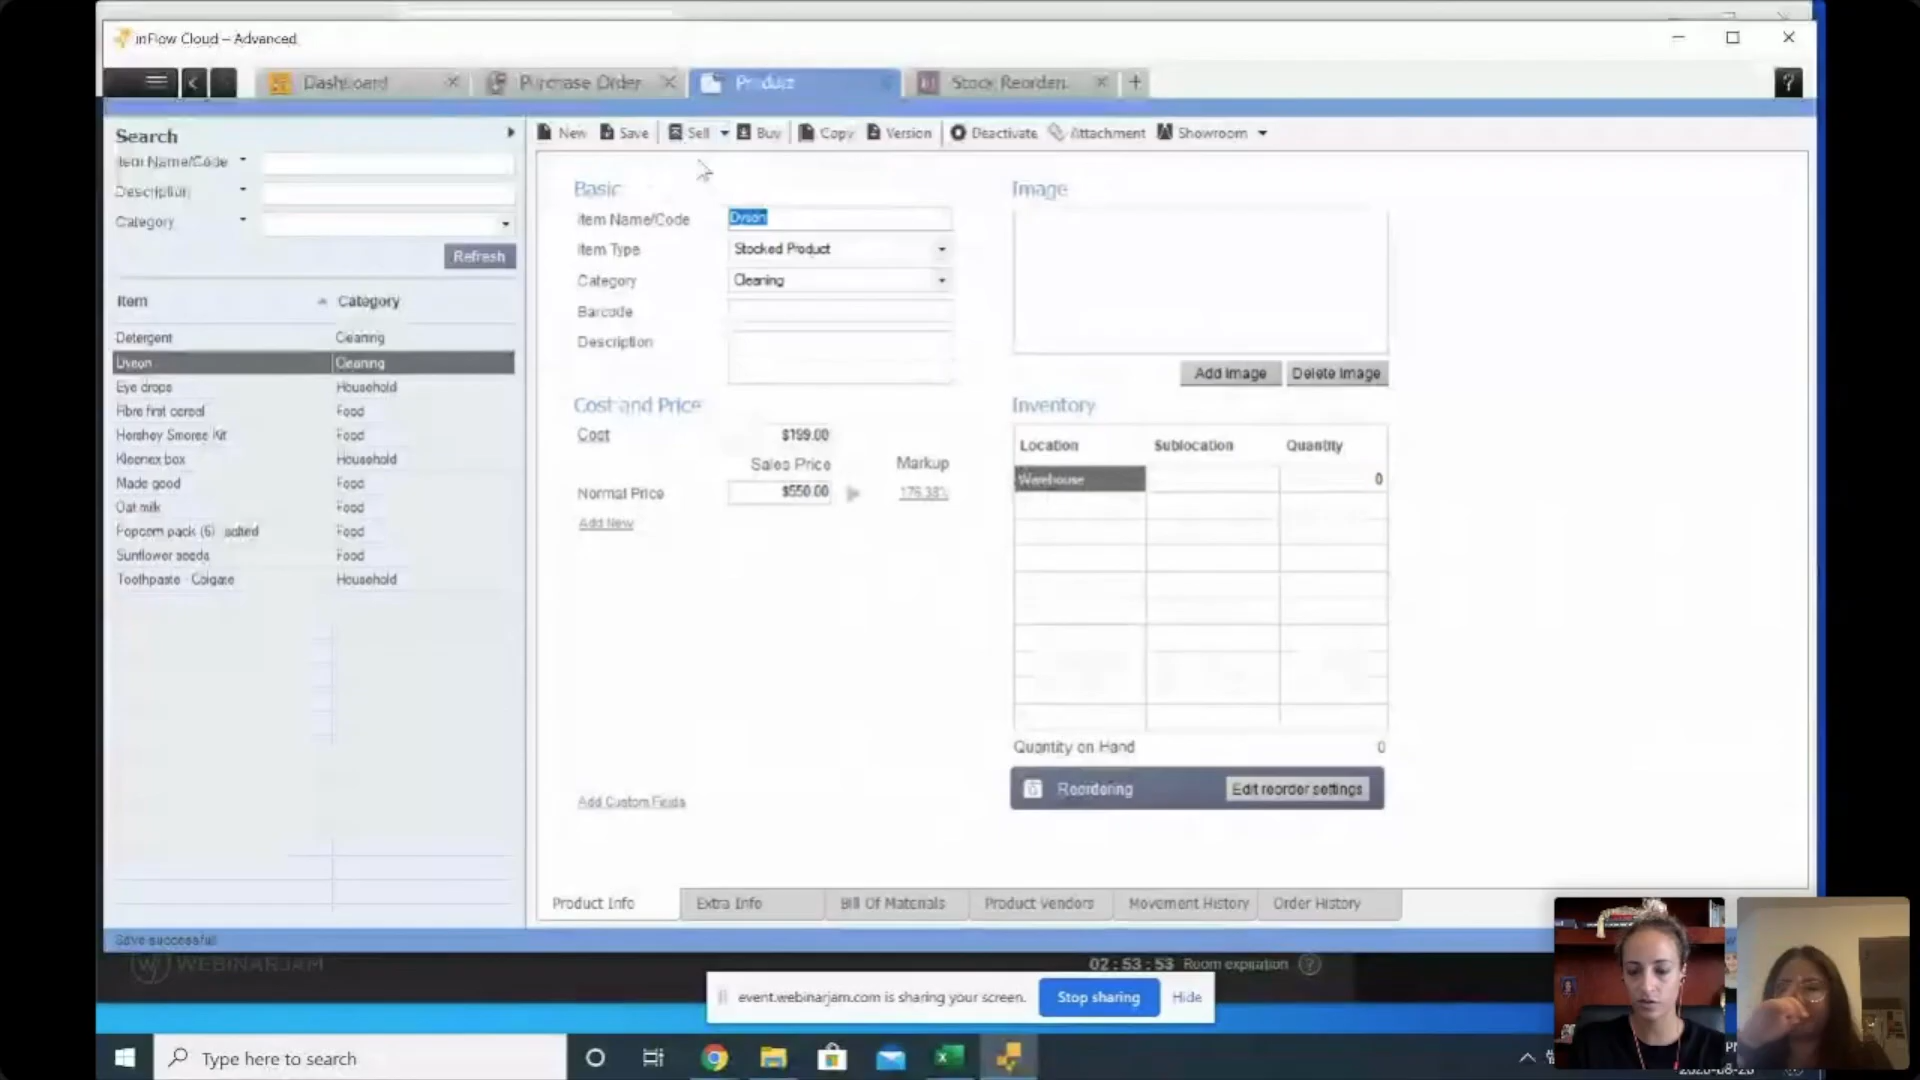 inFlow Cloud – Advanced
Dashboard
Purchase Order
Product
Stock Reorder..
?
Search
Item Name/Code
Description
Category
Refresh
Item Category
Detergent Cleaning
Dyson Cleaning
Eye drops Household
Fibre first cereal Food
Hershey Smores Kit Food
Kleenex box Household
Made good Food
Oat milk Food
Popcorn pack (6) salted Food
Sunflower seeds Food
Toothpaste - Colgate Household
New Save Sell Buy Copy Version Deactivate Attachment Showroom
Basic
Item Name/Code Dyson
Item Type Stocked Product
Category Cleaning
Barcode
Description
Cost and Price
Cost $199.00
Sales Price Markup
Normal Price $550.00 176.38%
Add New
Add Custom Fields
Image
Add Image Delete Image
Inventory
Location Sublocation Quantity
Warehouse 0
Quantity on Hand 0
Reordering Edit reorder settings
Product Info Extra Info Bill Of Materials Product Vendors Movement History Order History
Save successful!
WEBINARJAM
02:53:53 Room expiration ?
event.webinarjam.com is sharing your screen. Stop sharing Hide
Type here to search